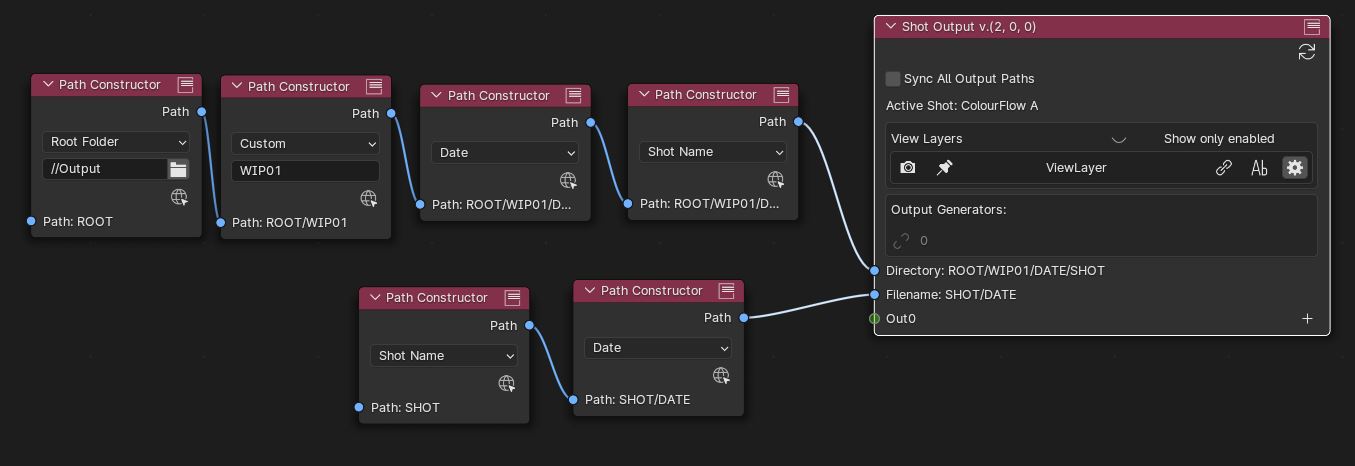 Path Constructor
Path
Root Folder
//Output
Path: ROOT
Path Constructor
Path
Custom
WIP01
Path: ROOT/WIP01
Path Constructor
Path
Date
Path: ROOT/WIP01/D...
Path Constructor
Path
Shot Name
Path: ROOT/WIP01/D...
Path Constructor
Path
Shot Name
Path: SHOT
Path Constructor
Path
Date
Path: SHOT/DATE
Shot Output v.(2, 0, 0)
Sync All Output Paths
Active Shot: ColourFlow A
View Layers Show only enabled
ViewLayer Ab
Output Generators:
0
Directory: ROOT/WIP01/DATE/SHOT
Filename: SHOT/DATE
Out0 +